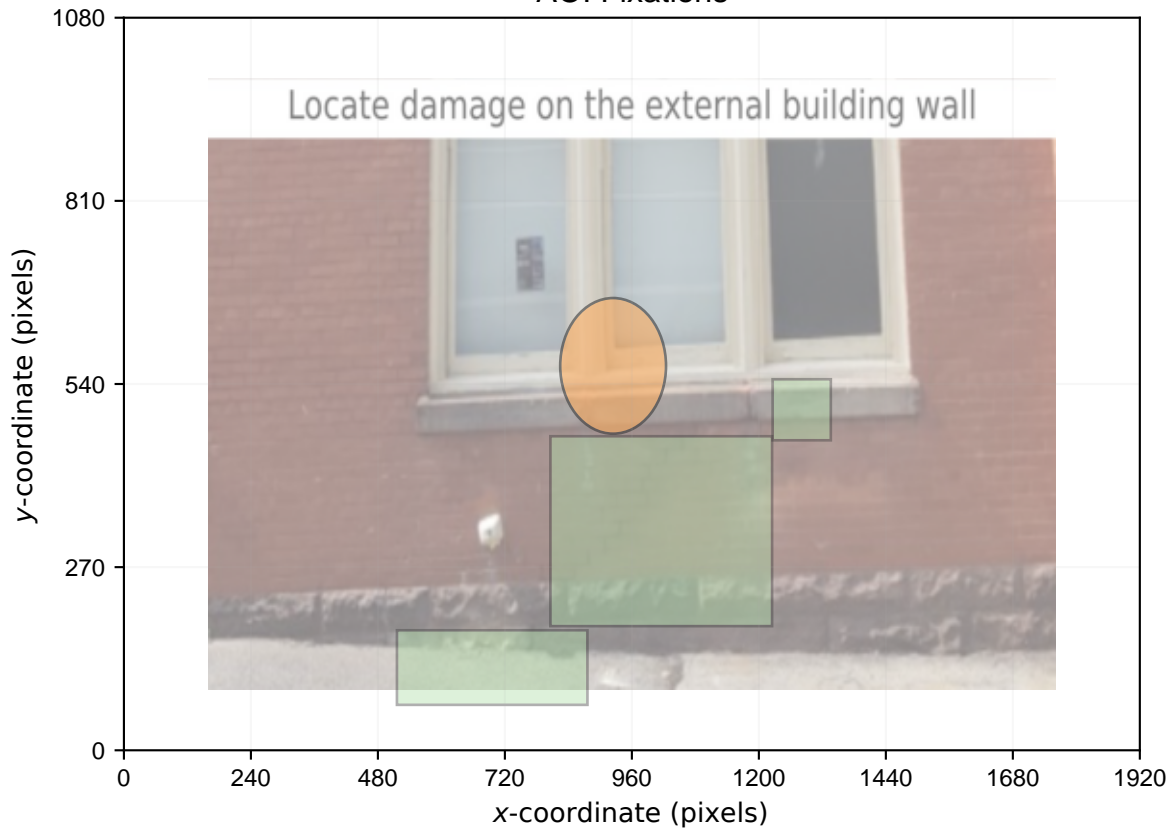 AOI Fixations
1080
Locate damage on the external building wall
810
540
270
0
y-coordinate (pixels)
0 240 480 720 960 1200 1440 1680 1920
x-coordinate (pixels)